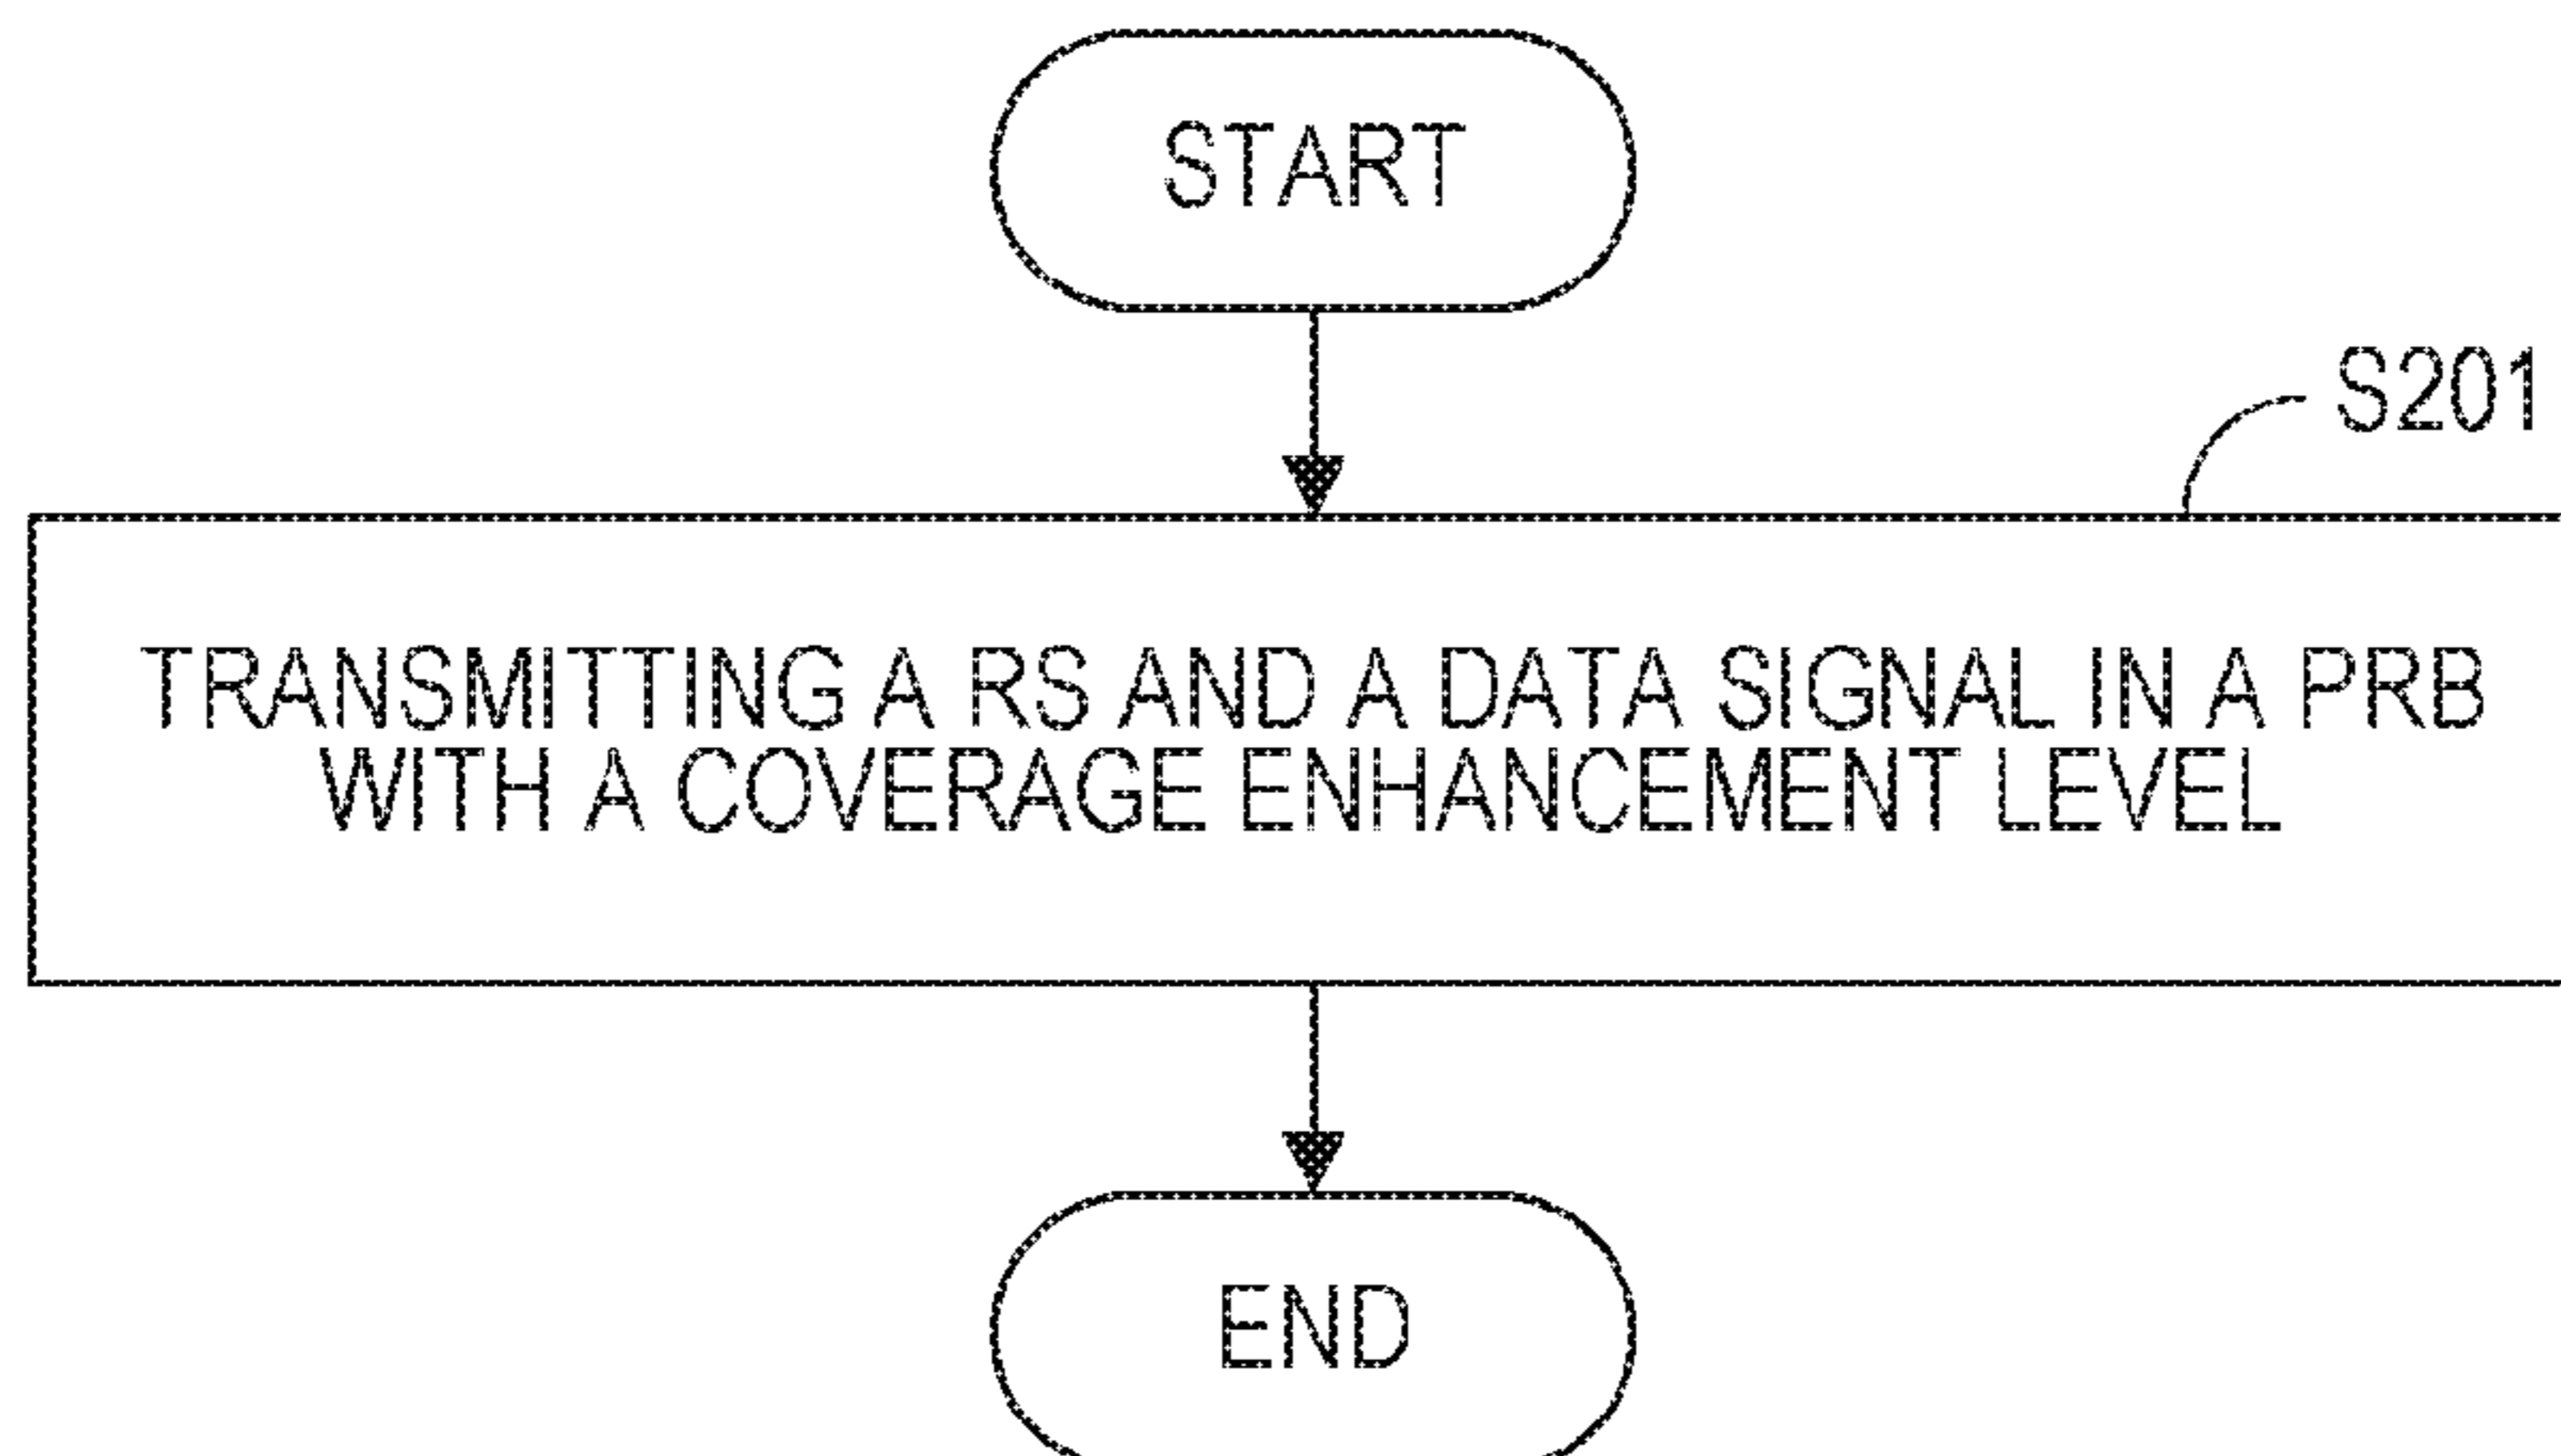 START
S201
TRANSMITTING A RS AND A DATA SIGNAL IN A PRB
WITH A COVERAGE ENHANCEMENT LEVEL
END